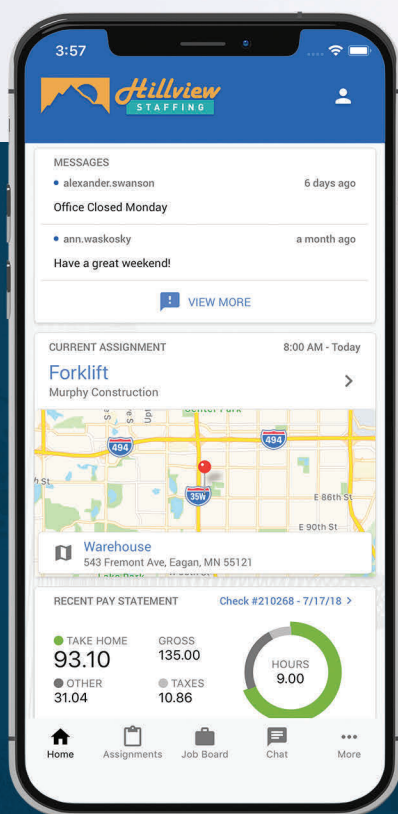 3:57
Hillview
STAFFING
MESSAGES
alexander.swanson 6 days ago
Office Closed Monday
ann.waskosky a month ago
Have a great weekend!
VIEW MORE
CURRENT ASSIGNMENT 8:00 AM - Today
Forklift
Murphy Construction
494
494
35W
E 86th St
E 90th St
Warehouse
543 Fremont Ave, Eagan, MN 55121
RECENT PAY STATEMENT Check #210268 - 7/17/18 >
TAKE HOME GROSS
93.10 135.00
OTHER TAXES
31.04 10.86
HOURS
9.00
Home Assignments Job Board Chat More